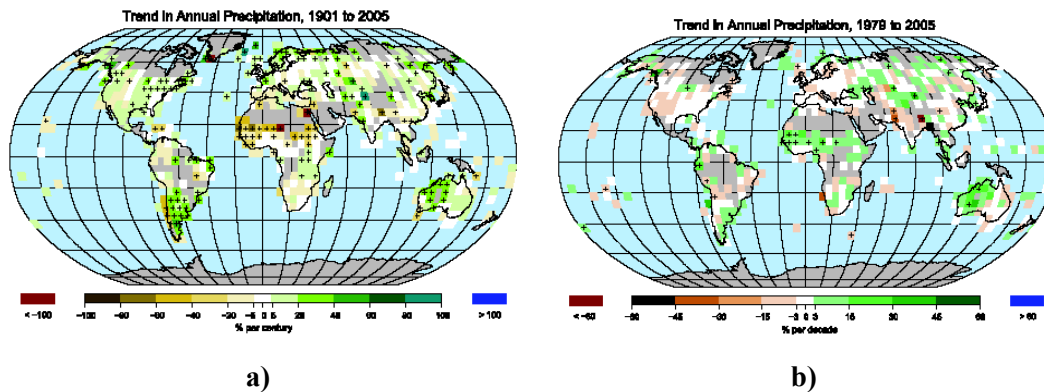 Trend in Annual Precipitation, 1901 to 2005
< -100
-100 -80 -60 -40 -20 -5 0 5 20 40 60 80 100
> 100
% per century
a)
Trend in Annual Precipitation, 1979 to 2005
< -60
-60 -45 -30 -15 -3 0 3 15 30 45 60
> 60
% per decade
b)